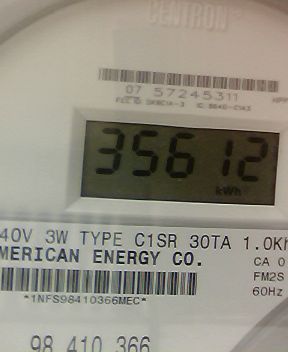 CENTRON
07 57245311
35612
kWh
40V 3W TYPE C1SR 30TA 1.0Kh
MERICAN ENERGY CO.
CA 0
FM2S
60Hz
*1NFS98410366MEC*
98 410 366